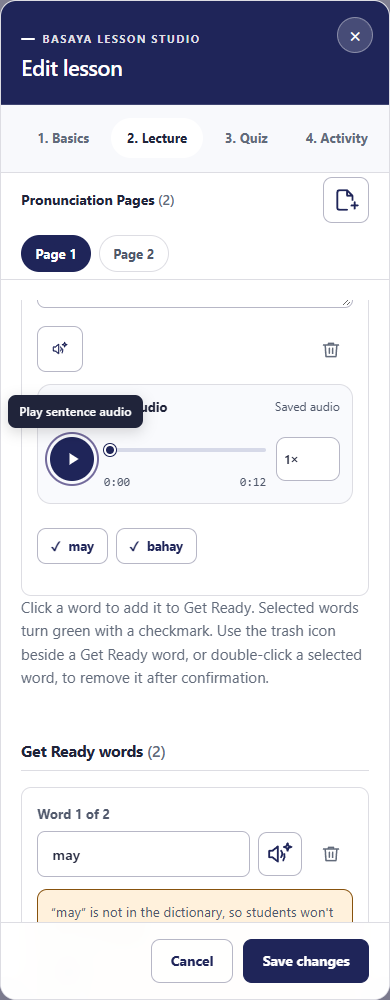 BASAYA LESSON STUDIO
Edit lesson
1. Basics 2. Lecture 3. Quiz 4. Activity
Pronunciation Pages (2)
Page 1 Page 2
Play sentence audio
Saved audio
0:00 0:12 1×
✓ may ✓ bahay
Click a word to add it to Get Ready. Selected words
turn green with a checkmark. Use the trash icon
beside a Get Ready word, or double-click a selected
word, to remove it after confirmation.
Get Ready words (2)
Word 1 of 2
may
“may” is not in the dictionary, so students won't
Cancel Save changes